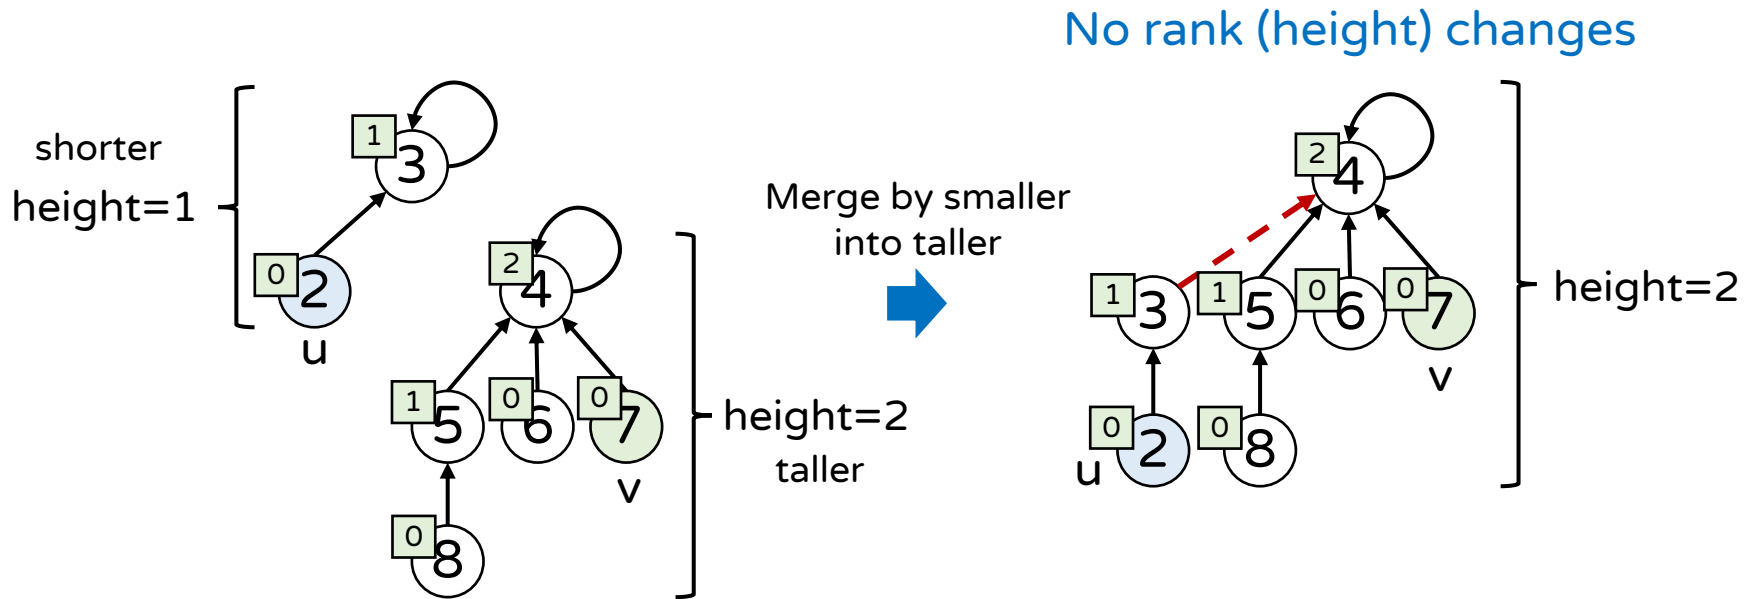 No rank (height) changes
shorter
height=1
1
3
0
2
u
2
4
1
5
0
6
0
7
v
0
8
height=2
taller
Merge by smaller
into taller
2
4
1
3
1
5
0
6
0
7
v
0
2
u
0
8
height=2